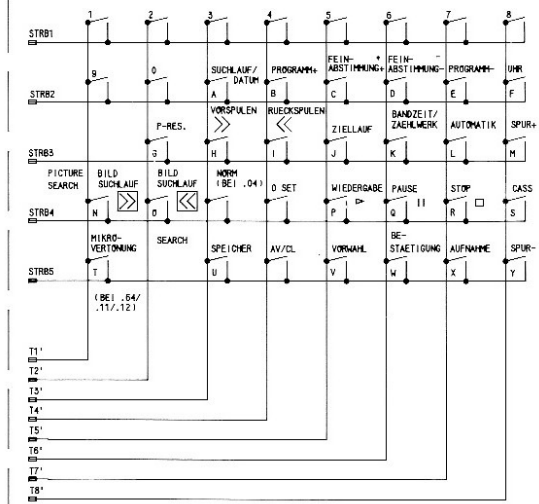 1 2 3 4 5 6 7 8
STRB1
9 0 SUCHLAUF/ PROGRAMM+ FEIN- + FEIN- - PROGRAMM- UHR
DATUM ABSTIMMUNG+ ABSTIMMUNG-
A B C D E F
STRB2
VORSPULEN RUECKSPULEN BANDZEIT/
P-RES. >> << ZIELLAUF ZAEHLWERK AUTOMATIK SPUR+
G H I J K L M
STRB3
PICTURE BILD BILD NORM
SEARCH SUCHLAUF SUCHLAUF (BEI .04) 0 SET WIEDERGABE PAUSE STOP CASS
>> <<
N O P Q R S
STRB4
MIKRO- BE-
VERTONUNG SEARCH SPEICHER AV/CL VORWAHL STAETIGUNG AUFNAHME SPUR-
T U V W X Y
STRB5
(BEI .64/
.11/.12)
T1'
T2'
T3'
T4'
T5'
T6'
T7'
T8'